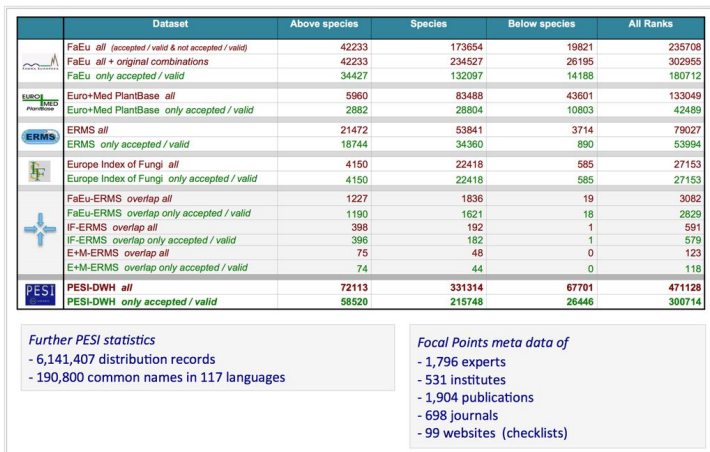 Dataset Above species Species Below species All Ranks
FaEu all (accepted / valid & not accepted / valid) 42233 173654 19821 235708
FaEu all + original combinations 42233 234527 26195 302955
FaEu only accepted / valid 34427 132097 14188 180712
EURO+MED PlantBase
Euro+Med PlantBase all 5960 83488 43601 133049
Euro+Med PlantBase only accepted / valid 2882 28804 10803 42489
ERMS
ERMS all 21472 53841 3714 79027
ERMS only accepted / valid 18744 34360 890 53994
IF
Europe Index of Fungi all 4150 22418 585 27153
Europe Index of Fungi only accepted / valid 4150 22418 585 27153
FaEu-ERMS overlap all 1227 1836 19 3082
FaEu-ERMS overlap only accepted / valid 1190 1621 18 2829
IF-ERMS overlap all 398 192 1 591
IF-ERMS overlap only accepted / valid 396 182 1 579
E+M-ERMS overlap all 75 48 0 123
E+M-ERMS overlap only accepted / valid 74 44 0 118
PESI
PESI-DWH all 72113 331314 67701 471128
PESI-DWH only accepted / valid 58520 215748 26446 300714
Further PESI statistics
- 6,141,407 distribution records
- 190,800 common names in 117 languages
Focal Points meta data of
- 1,796 experts
- 531 institutes
- 1,904 publications
- 698 journals
- 99 websites (checklists)